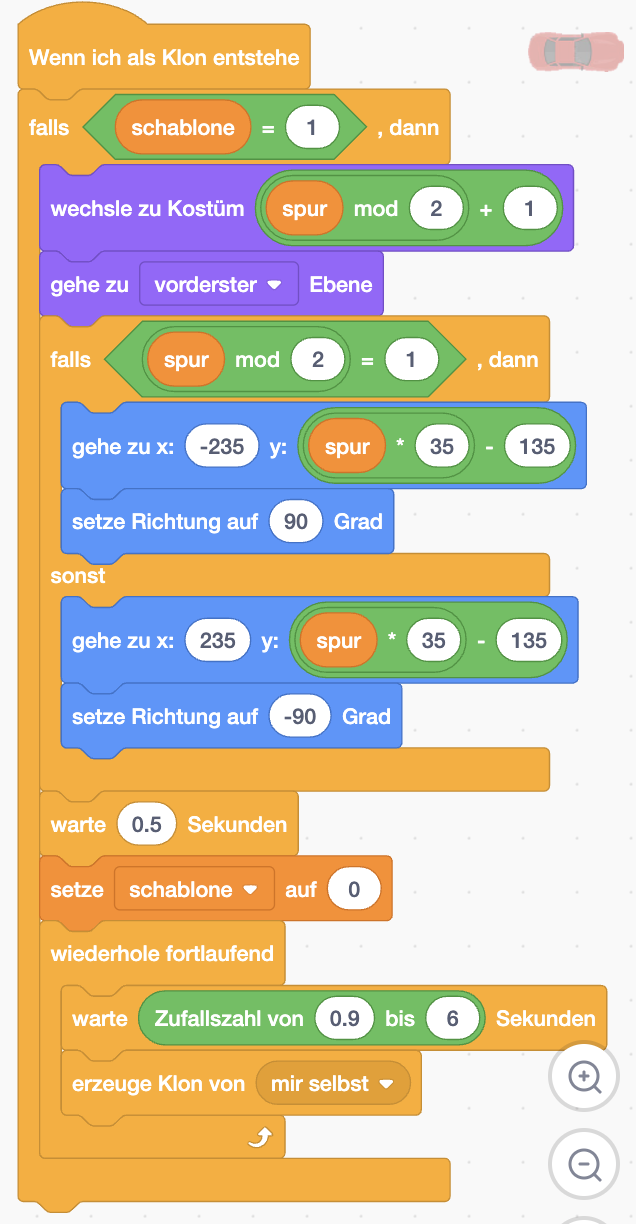 Wenn ich als Klon entstehe
falls schablone = 1 , dann
wechsle zu Kostüm spur mod 2 + 1
gehe zu vorderster Ebene
falls spur mod 2 = 1 , dann
gehe zu x: -235 y: spur * 35 - 135
setze Richtung auf 90 Grad
sonst
gehe zu x: 235 y: spur * 35 - 135
setze Richtung auf -90 Grad
warte 0.5 Sekunden
setze schablone auf 0
wiederhole fortlaufend
warte Zufallszahl von 0.9 bis 6 Sekunden
erzeuge Klon von mir selbst